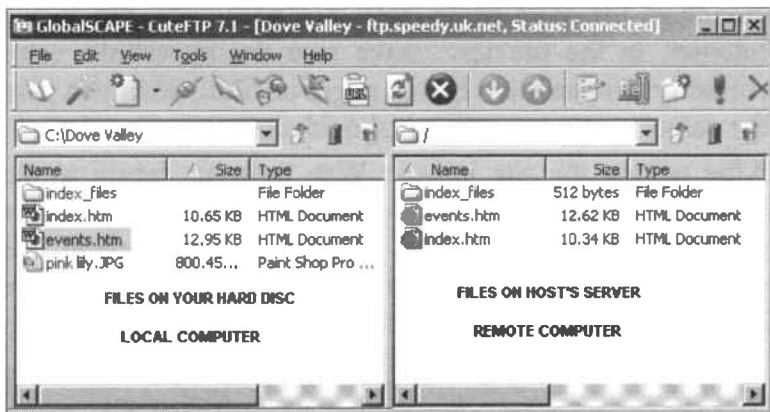 GlobalSCAPE - CuteFTP 7.1 - [Dove Valley - ftp.speedy.uk.net, Status: Connected]
File Edit View Tools Window Help
URL
C:\Dove Valley
/
Name Size Type
index_files File Folder
index.htm 10.65 KB HTML Document
events.htm 12.95 KB HTML Document
pink lily.JPG 800.45... Paint Shop Pro ...
FILES ON YOUR HARD DISC
LOCAL COMPUTER
Name Size Type
index_files 512 bytes File Folder
events.htm 12.62 KB HTML Document
index.htm 10.34 KB HTML Document
FILES ON HOST'S SERVER
REMOTE COMPUTER